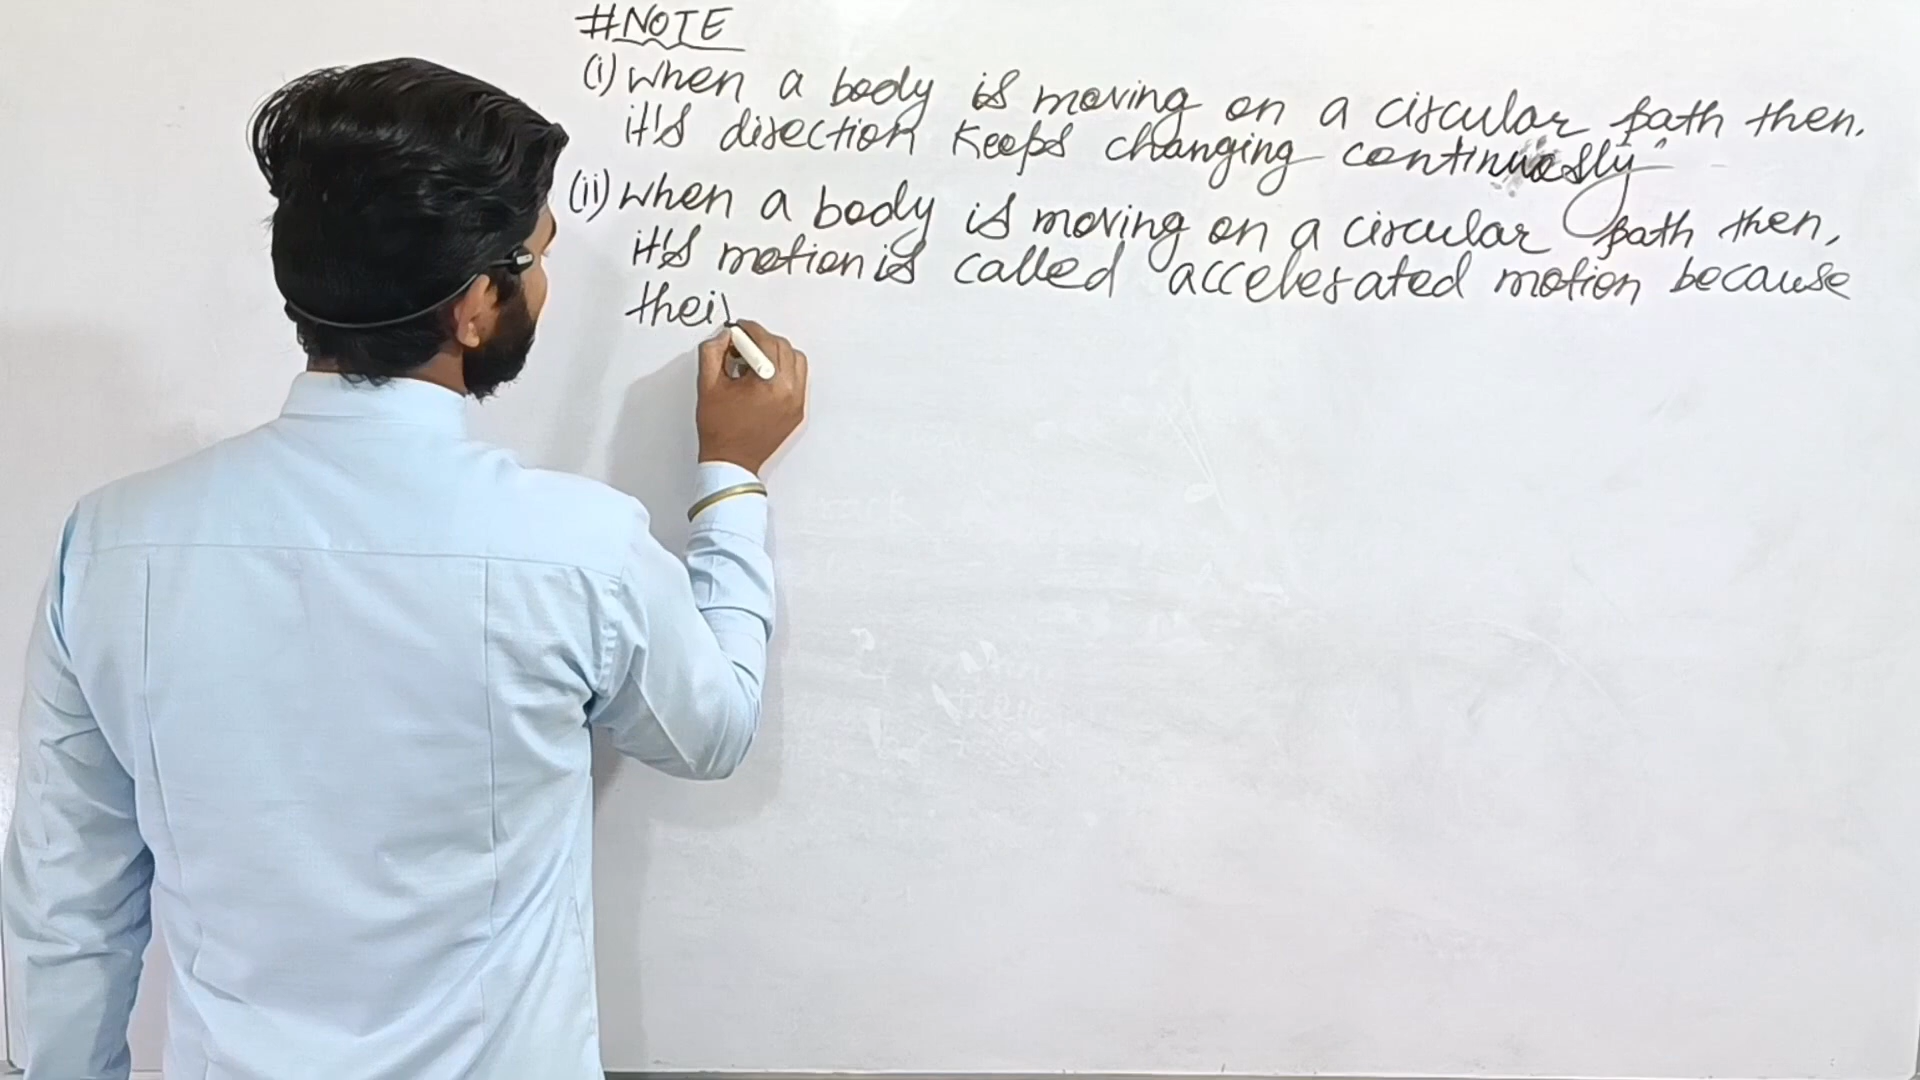 #NOTE
(i) when a body is moving on a circular path then.
it's direction keeps changing continuously
(ii) when a body is moving on a circular path then,
it's motion is called accelerated motion because
thei